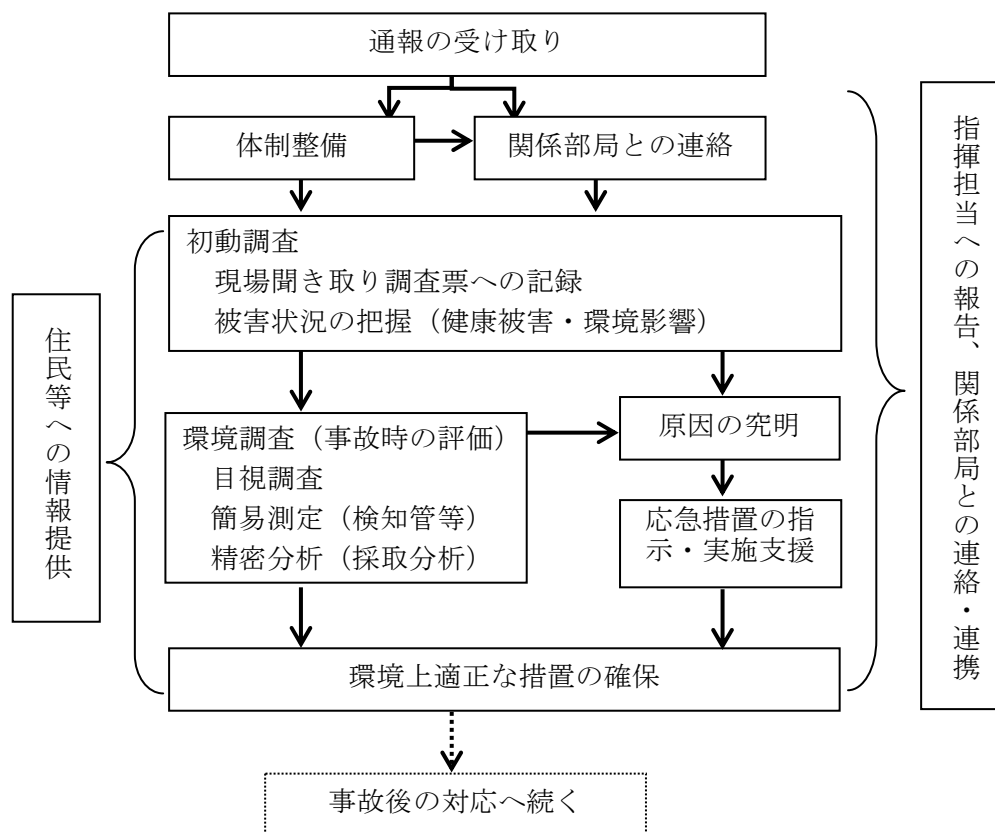 通報の受け取り
体制整備
関係部局との連絡
初動調査
現場聞き取り調査票への記録
被害状況の把握（健康被害・環境影響）
環境調査（事故時の評価）
目視調査
簡易測定（検知管等）
精密分析（採取分析）
原因の究明
応急措置の指
示・実施支援
環境上適正な措置の確保
事故後の対応へ続く
住民等への情報提供
指揮担当への報告、関係部局との連絡・連携